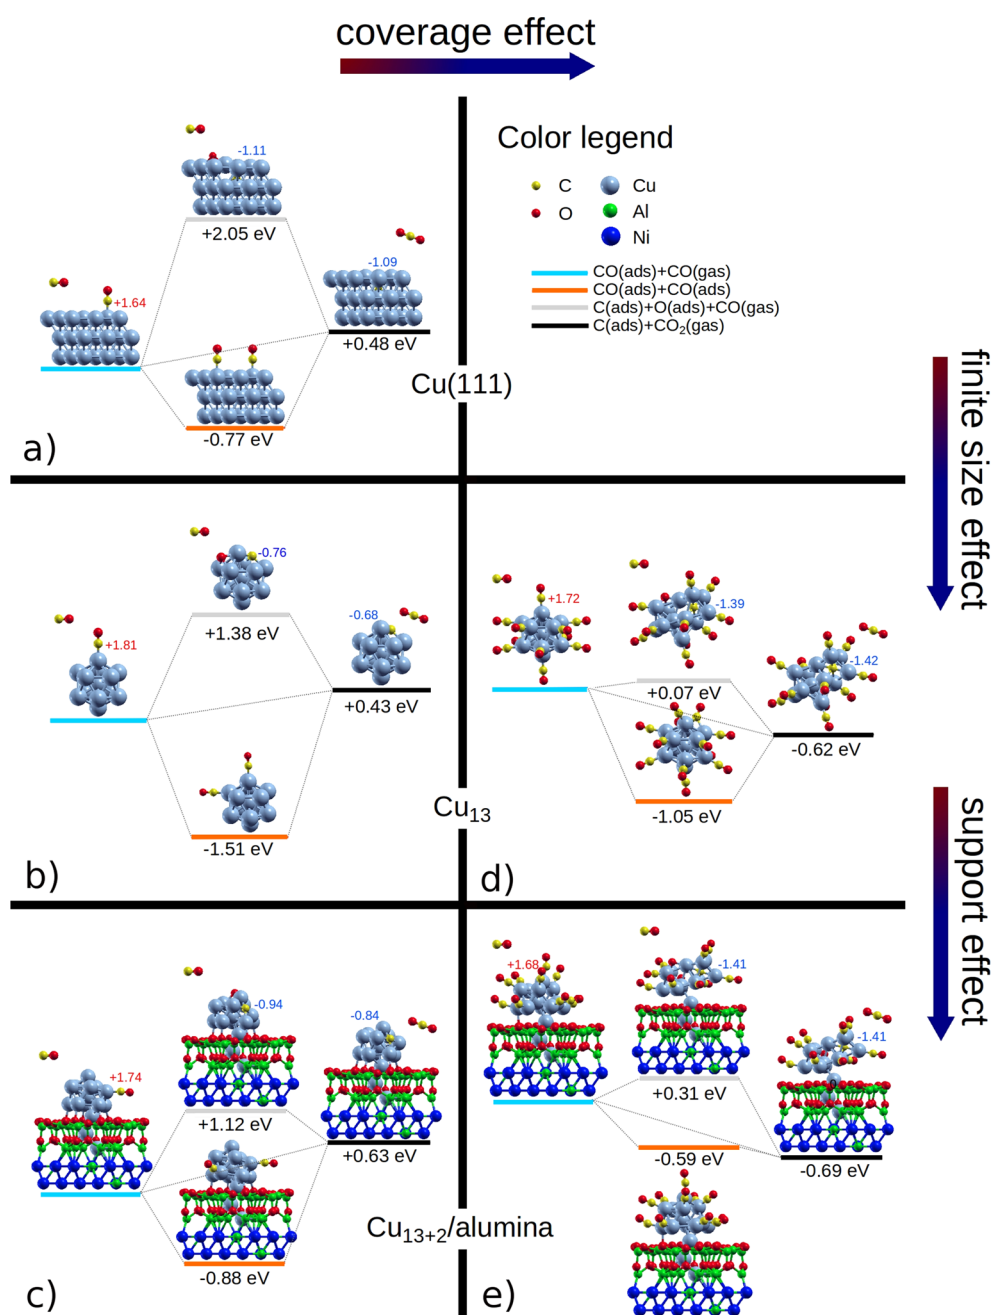 coverage effect
Color legend
C
Cu
O
Al
Ni
CO(ads)+CO(gas)
CO(ads)+CO(ads)
C(ads)+O(ads)+CO(gas)
C(ads)+CO₂(gas)
-1.11
+2.05 eV
+1.64
-1.09
+0.48 eV
-0.77 eV
Cu(111)
a)
finite size effect
-0.76
+1.38 eV
+1.81
-0.68
+0.43 eV
-1.51 eV
b)
Cu₁₃
+1.72
-1.39
+0.07 eV
-1.42
-0.62 eV
-1.05 eV
d)
support effect
-0.94
+1.12 eV
+1.74
-0.84
+0.63 eV
-0.88 eV
c)
Cu₁₃₊₂/alumina
+1.68
-1.41
+0.31 eV
-1.41
-0.69 eV
-0.59 eV
e)